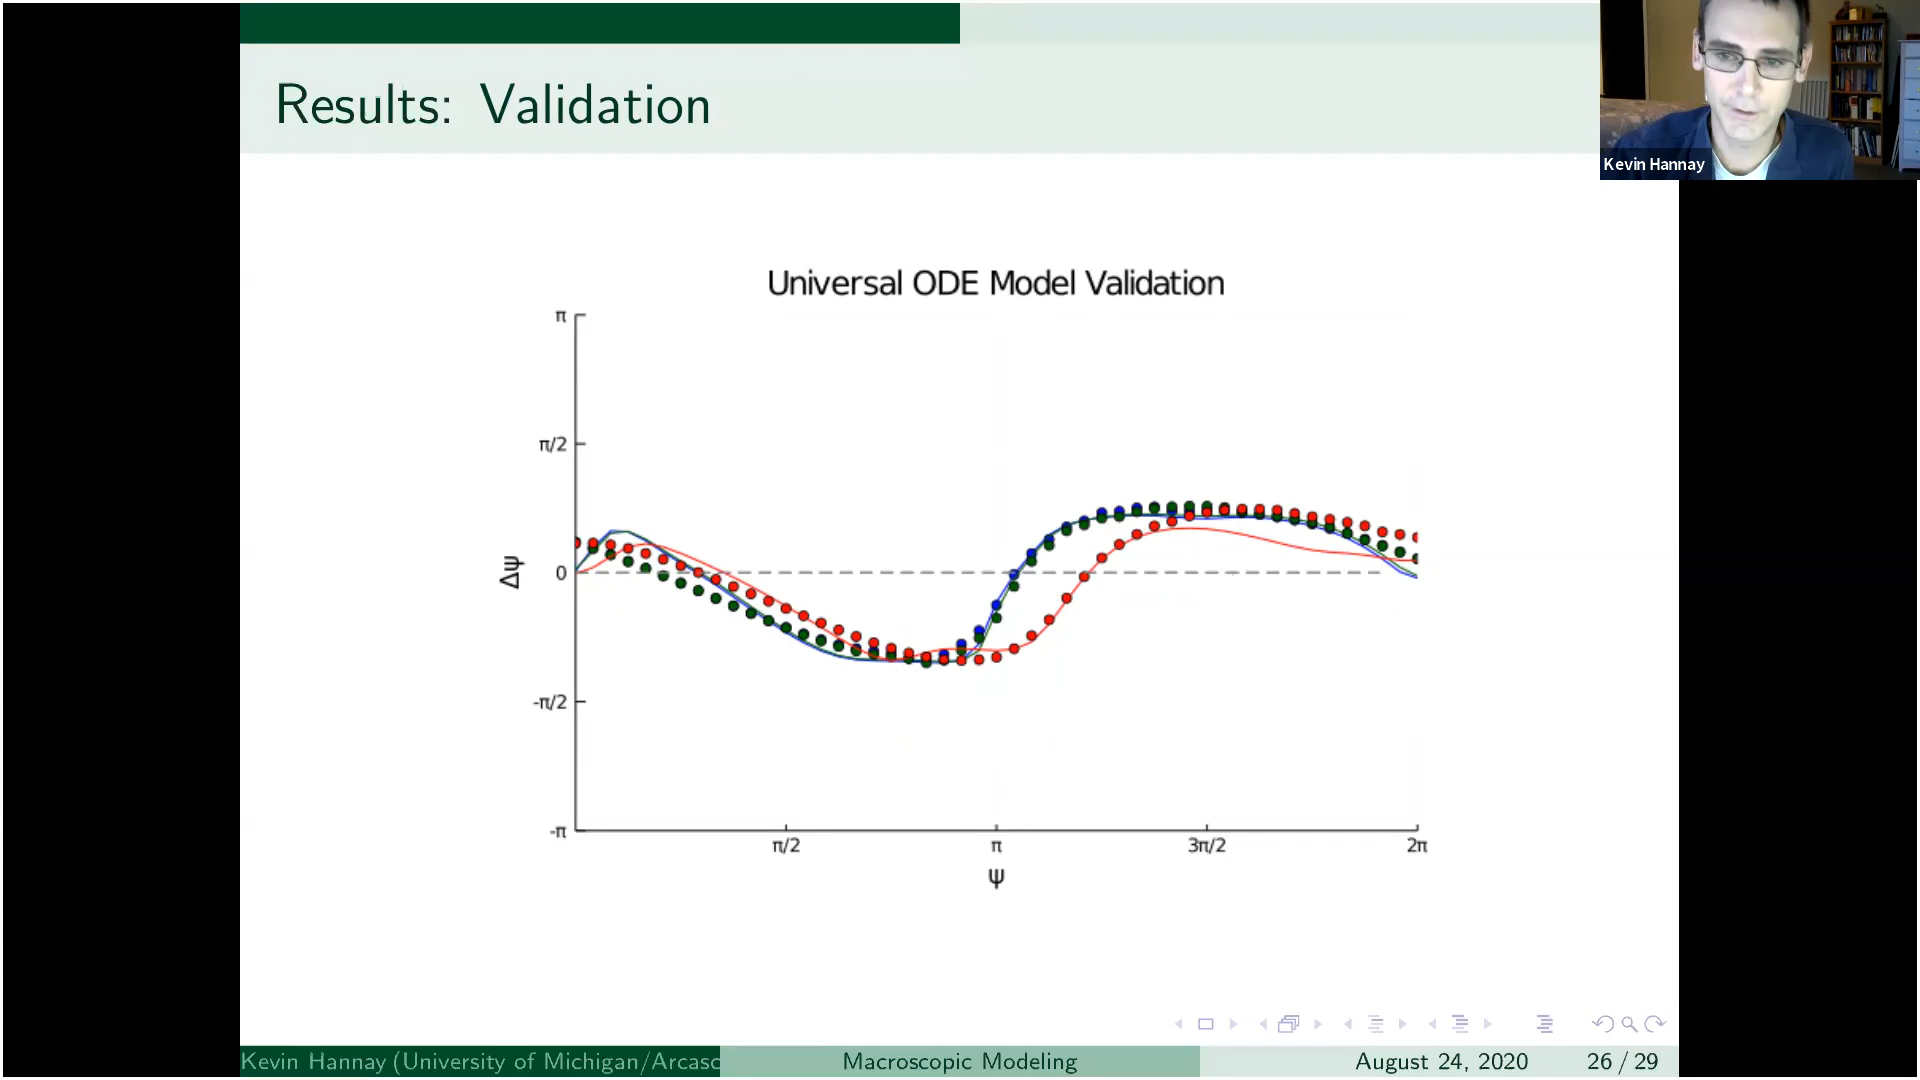 Results: Validation
Kevin Hannay
Universal ODE Model Validation
π
π/2
0
-π/2
-π
Δψ
π/2
π
3π/2
2π
ψ
Kevin Hannay (University of Michigan/Arcasc
Macroscopic Modeling
August 24, 2020
26 / 29